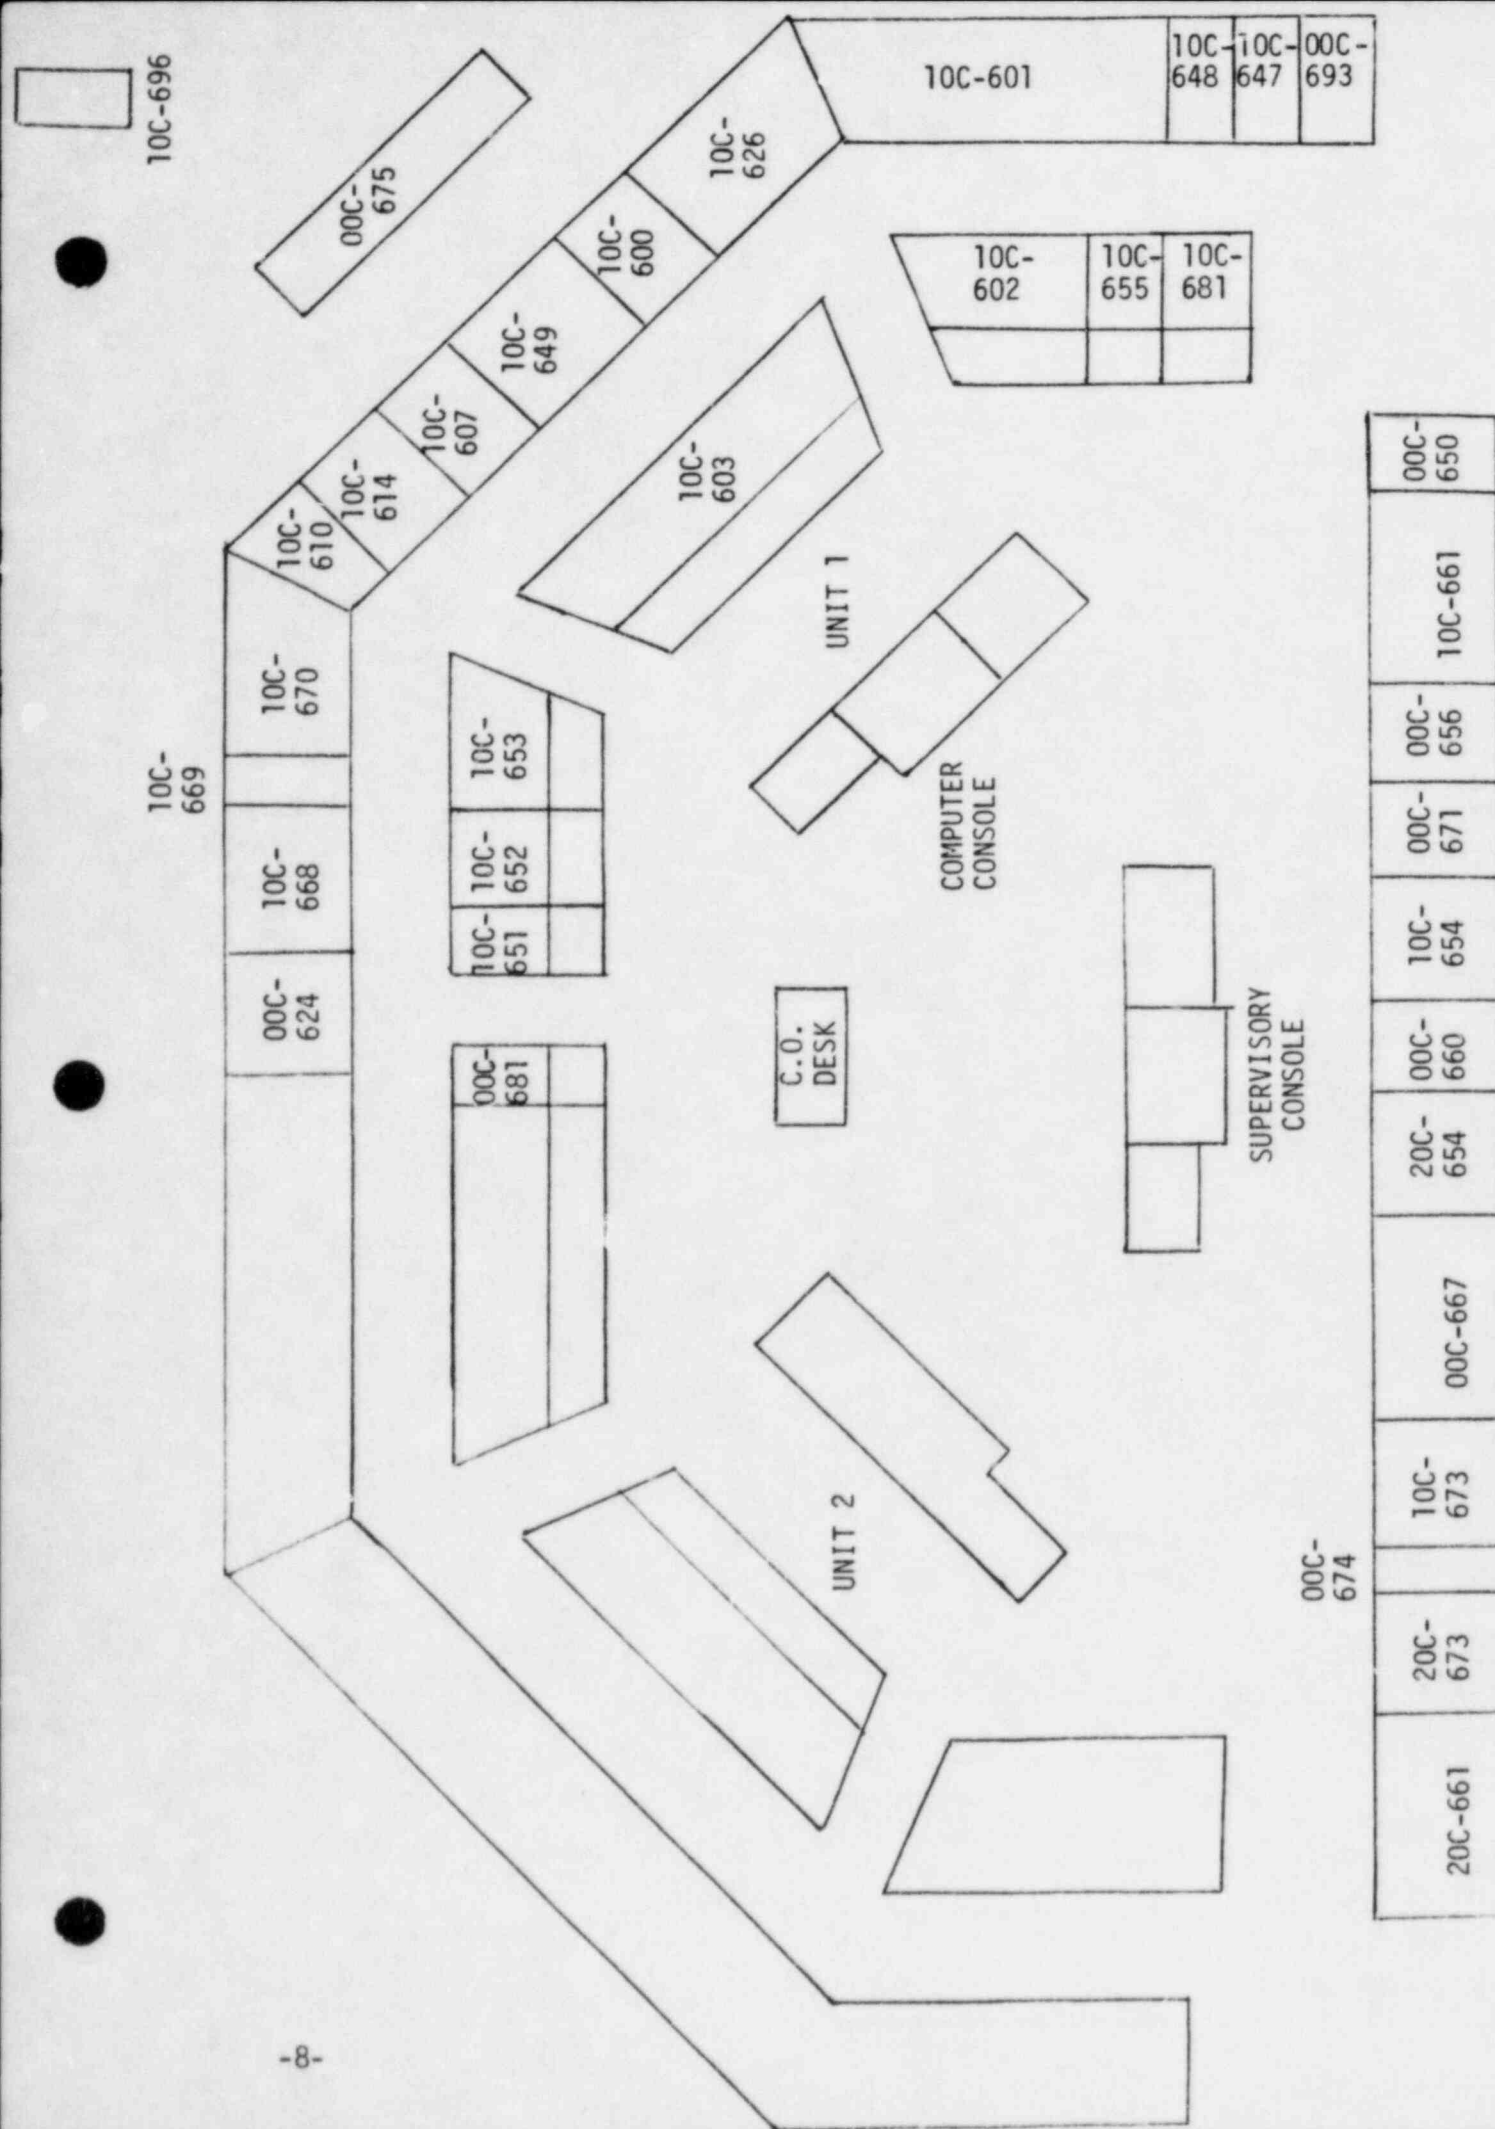 10C-696
00C-
675
10C-601
10C-
648
10C-
647
00C-
693
10C-
626
10C-
600
10C-
649
10C-
607
10C-
614
10C-
610
10C-
602
10C-
655
10C-
681
10C-
603
10C-
670
10C-
669
10C-
668
00C-
624
10C-
653
10C-
652
10C-
651
00C-
681
UNIT 1
COMPUTER
CONSOLE
C.O.
DESK
SUPERVISORY
CONSOLE
UNIT 2
00C-
650
10C-661
00C-
656
00C-
671
10C-
654
00C-
660
20C-
654
00C-667
10C-
673
00C-
674
20C-
673
20C-661
-8-